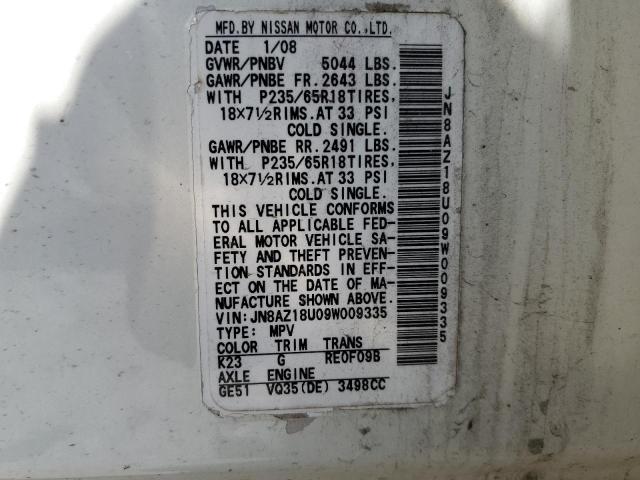 MFD.BY NISSAN MOTOR CO.,LTD.
DATE 1/08
GVWR/PNBV 5044 LBS.
GAWR/PNBE FR.2643 LBS.
WITH P235/65R18TIRES,
18×7½RIMS.AT 33 PSI
COLD SINGLE.
GAWR/PNBE RR.2491 LBS.
WITH P235/65R18TIRES,
18×7½RIMS.AT 33 PSI
COLD SINGLE.
THIS VEHICLE CONFORMS
TO ALL APPLICABLE FED-
ERAL MOTOR VEHICLE SA-
FETY AND THEFT PREVEN-
TION STANDARDS IN EFF-
ECT ON THE DATE OF MA-
NUFACTURE SHOWN ABOVE.
VIN:JN8AZ18U09W009335
TYPE: MPV
COLOR TRIM TRANS
K23 G RE0F09B
AXLE ENGINE
GE51 VQ35(DE) 3498CC
JN8AZ18U09W009335